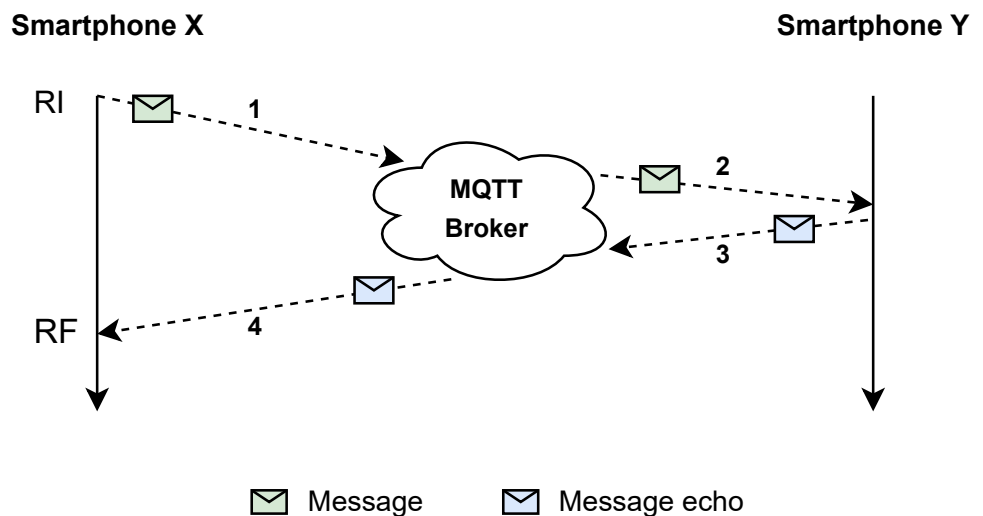 Smartphone X
Smartphone Y
RI
1
MQTT
Broker
2
3
4
RF
Message
Message echo